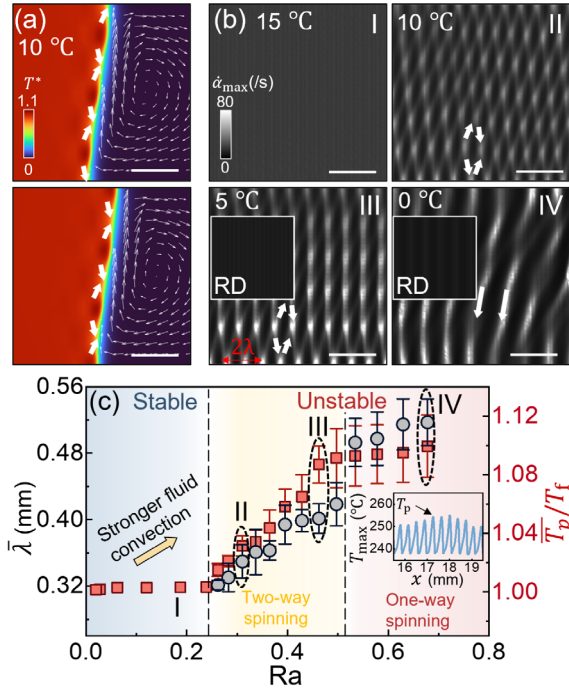 (a)
10 °C
T*
1.1
0
(b)
15 °C
I
α̇max(/s)
80
0
10 °C
II
5 °C
III
RD
2λ
0 °C
IV
RD
(c)
Stable
Unstable
IV
III
II
I
Stronger fluid
convection
Two-way
spinning
One-way
spinning
0.56
0.48
0.40
0.32
λ̄ (mm)
1.12
1.08
1.04
1.00
T̄p/Tf
Tmax(°C)
260
250
240
Tp
16 17 18 19
x (mm)
0.0 0.2 0.4 0.6 0.8
Ra